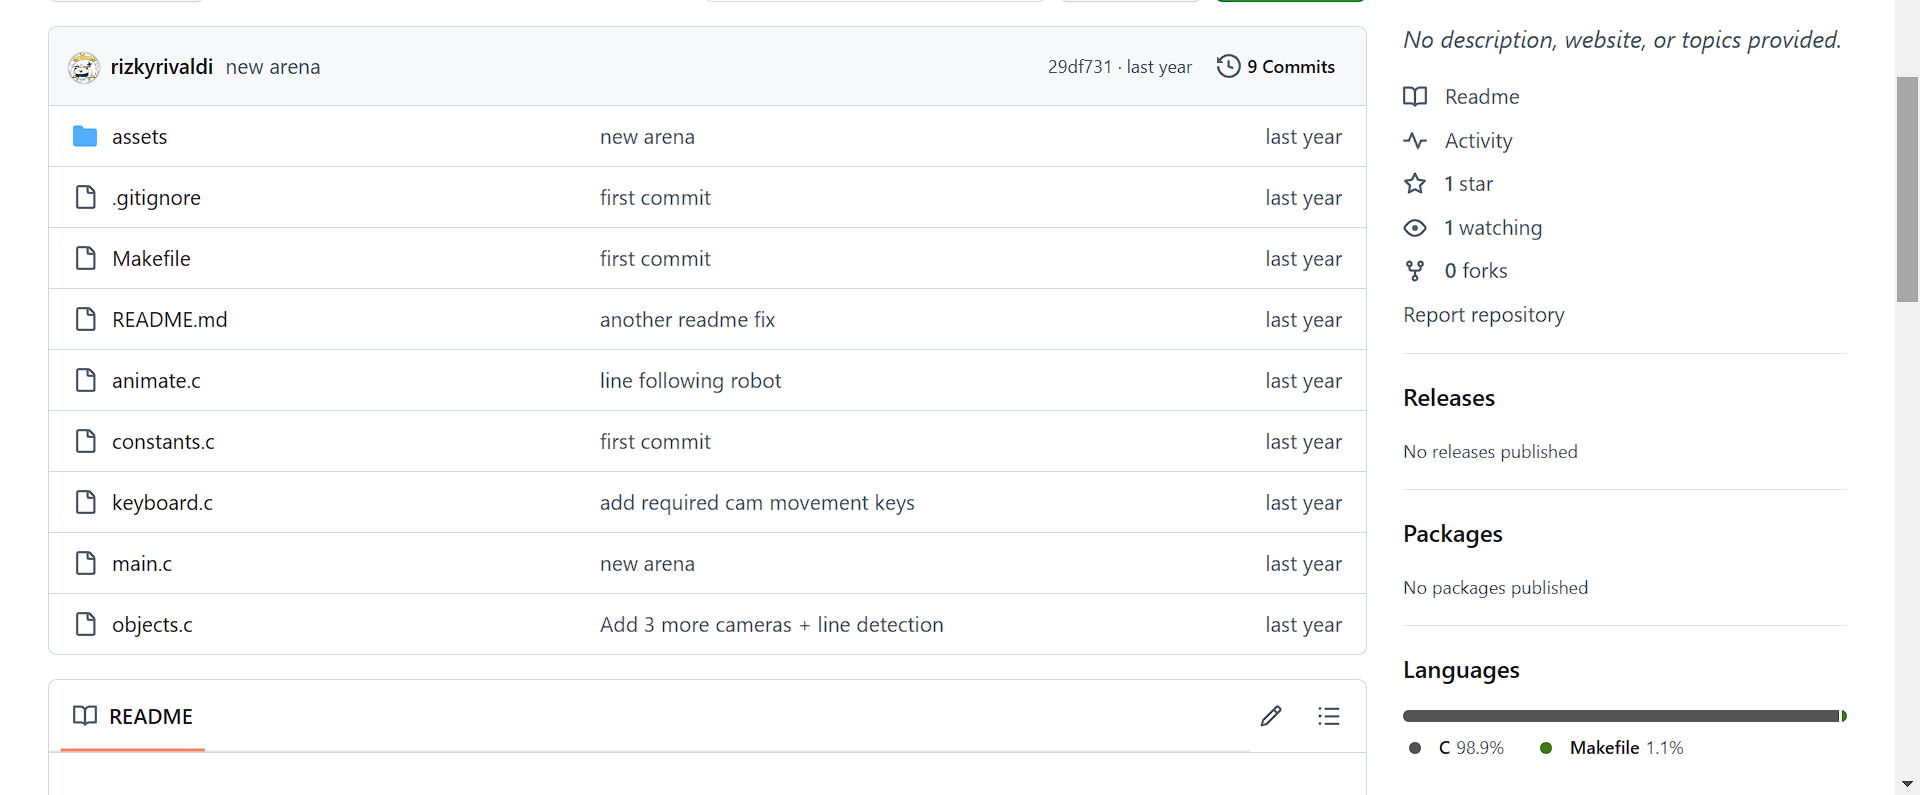 rizkyrivaldi new arena 29df731 · last year 9 Commits
assets new arena last year
.gitignore first commit last year
Makefile first commit last year
README.md another readme fix last year
animate.c line following robot last year
constants.c first commit last year
keyboard.c add required cam movement keys last year
main.c new arena last year
objects.c Add 3 more cameras + line detection last year
README
No description, website, or topics provided.
Readme
Activity
1 star
1 watching
0 forks
Report repository
Releases
No releases published
Packages
No packages published
Languages
C 98.9% Makefile 1.1%